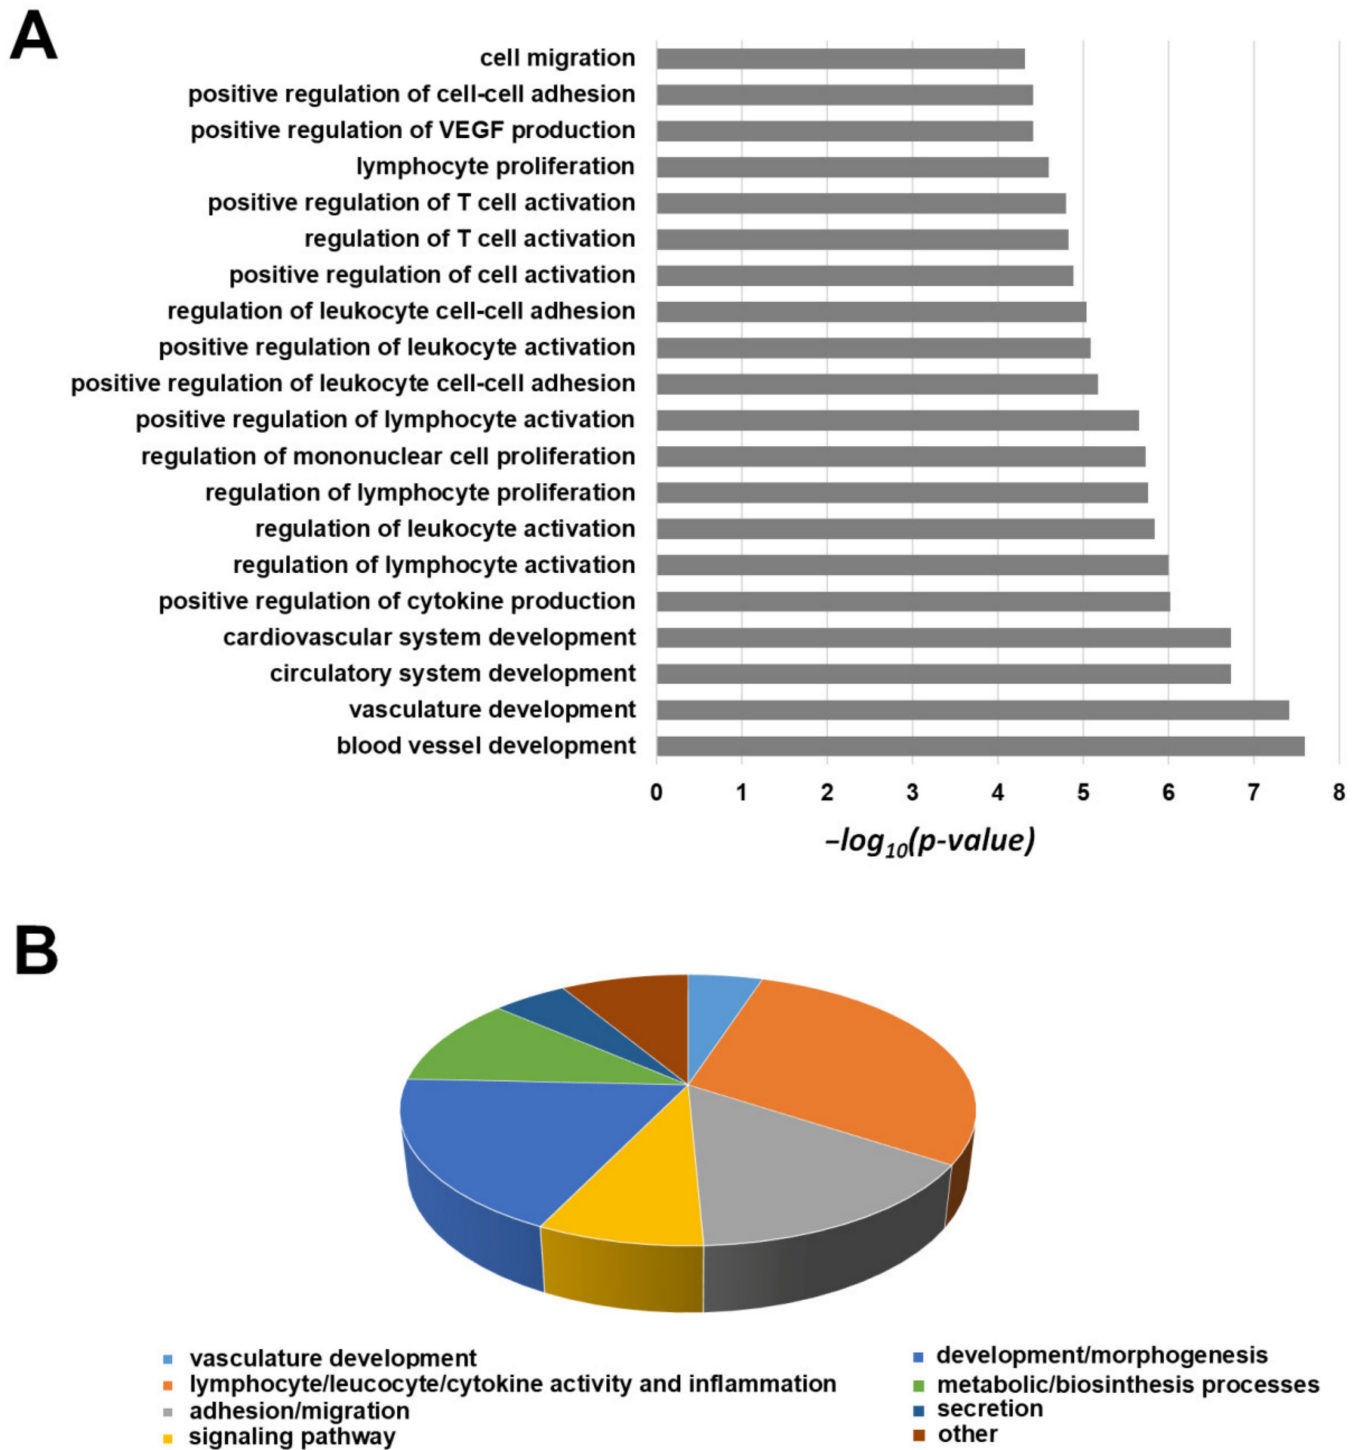 A
cell migration
positive regulation of cell-cell adhesion
positive regulation of VEGF production
lymphocyte proliferation
positive regulation of T cell activation
regulation of T cell activation
positive regulation of cell activation
regulation of leukocyte cell-cell adhesion
positive regulation of leukocyte activation
positive regulation of leukocyte cell-cell adhesion
positive regulation of lymphocyte activation
regulation of mononuclear cell proliferation
regulation of lymphocyte proliferation
regulation of leukocyte activation
regulation of lymphocyte activation
positive regulation of cytokine production
cardiovascular system development
circulatory system development
vasculature development
blood vessel development
0 1 2 3 4 5 6 7 8
–log10(p-value)
B
vasculature development
lymphocyte/leucocyte/cytokine activity and inflammation
adhesion/migration
signaling pathway
development/morphogenesis
metabolic/biosinthesis processes
secretion
other